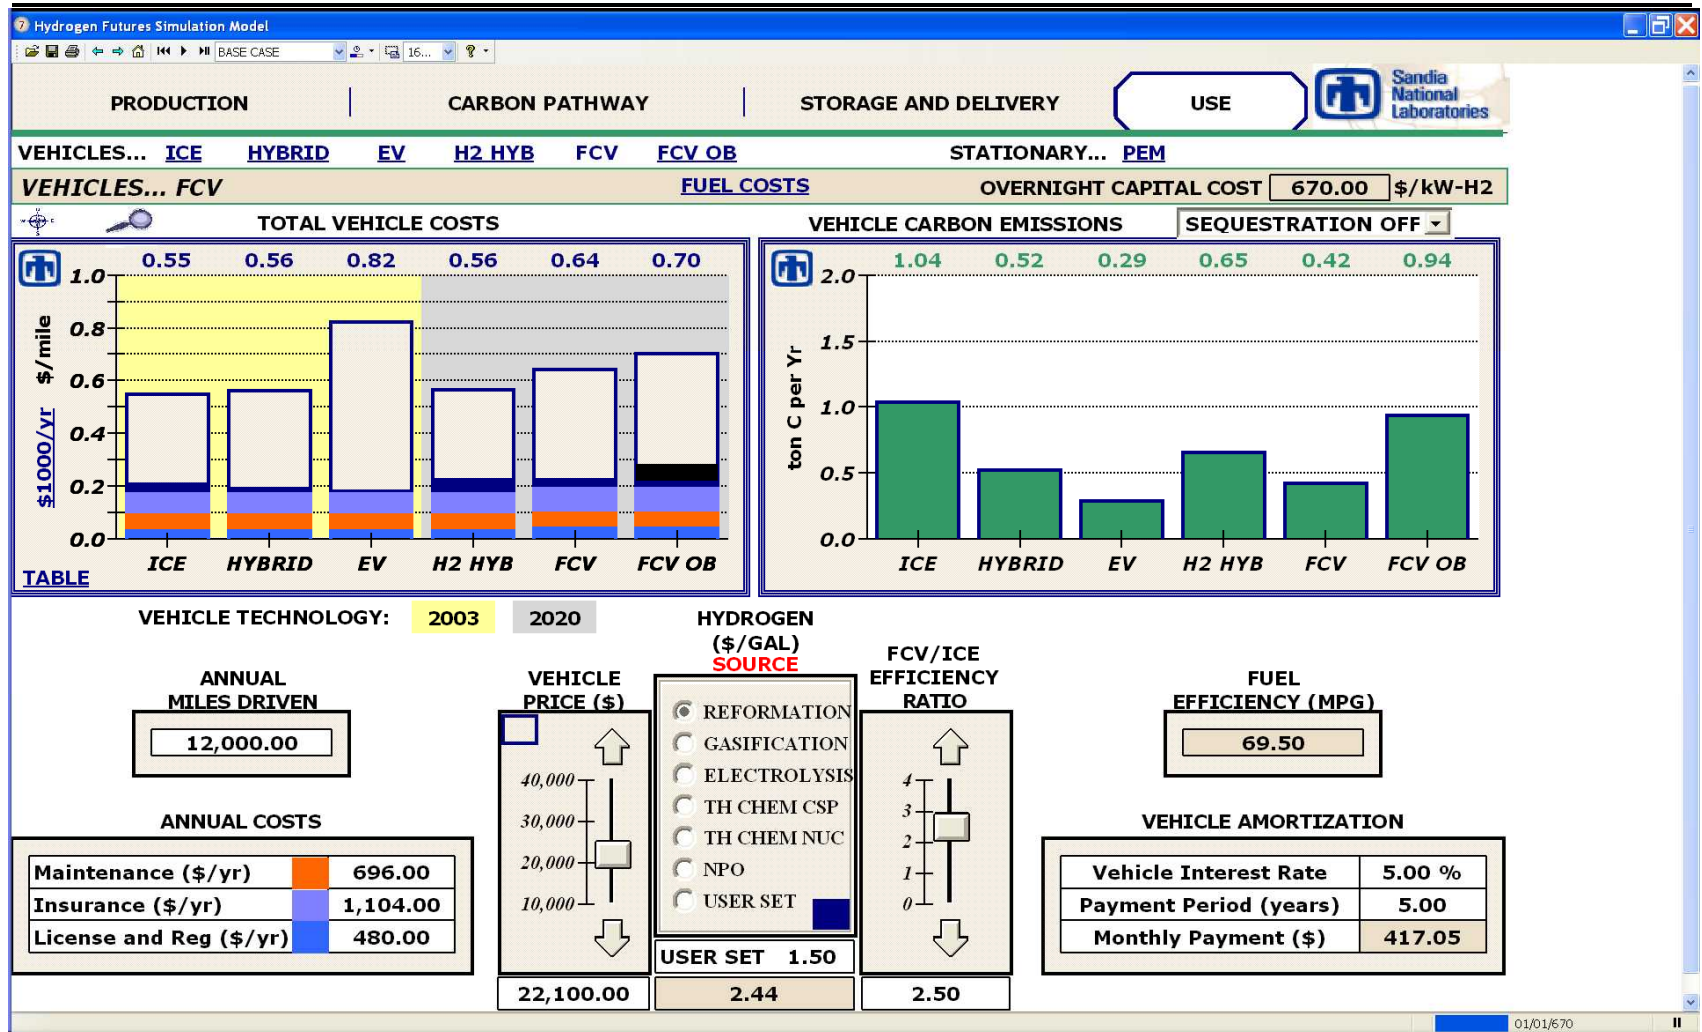 Hydrogen Futures Simulation Model
BASE CASE 16...
PRODUCTION CARBON PATHWAY STORAGE AND DELIVERY USE
Sandia
National
Laboratories
VEHICLES... ICE HYBRID EV H2 HYB FCV FCV OB STATIONARY... PEM
VEHICLES... FCV FUEL COSTS OVERNIGHT CAPITAL COST 670.00 $/kW-H2
TOTAL VEHICLE COSTS VEHICLE CARBON EMISSIONS SEQUESTRATION OFF
0.55 0.56 0.82 0.56 0.64 0.70
1.0
0.8
0.6
0.4
0.2
0.0
$1000/yr $/mile
ICE HYBRID EV H2 HYB FCV FCV OB
TABLE
1.04 0.52 0.29 0.65 0.42 0.94
2.0
1.5
1.0
0.5
0.0
ton C per Yr
ICE HYBRID EV H2 HYB FCV FCV OB
VEHICLE TECHNOLOGY: 2003 2020
ANNUAL
MILES DRIVEN
12,000.00
ANNUAL COSTS
Maintenance ($/yr) 696.00
Insurance ($/yr) 1,104.00
License and Reg ($/yr) 480.00
VEHICLE
PRICE ($)
40,000
30,000
20,000
10,000
22,100.00
HYDROGEN
($/GAL)
SOURCE
REFORMATION
GASIFICATION
ELECTROLYSIS
TH CHEM CSP
TH CHEM NUC
NPO
USER SET
USER SET 1.50
2.44
FCV/ICE
EFFICIENCY
RATIO
4
3
2
1
0
2.50
FUEL
EFFICIENCY (MPG)
69.50
VEHICLE AMORTIZATION
Vehicle Interest Rate 5.00 %
Payment Period (years) 5.00
Monthly Payment ($) 417.05
01/01/670